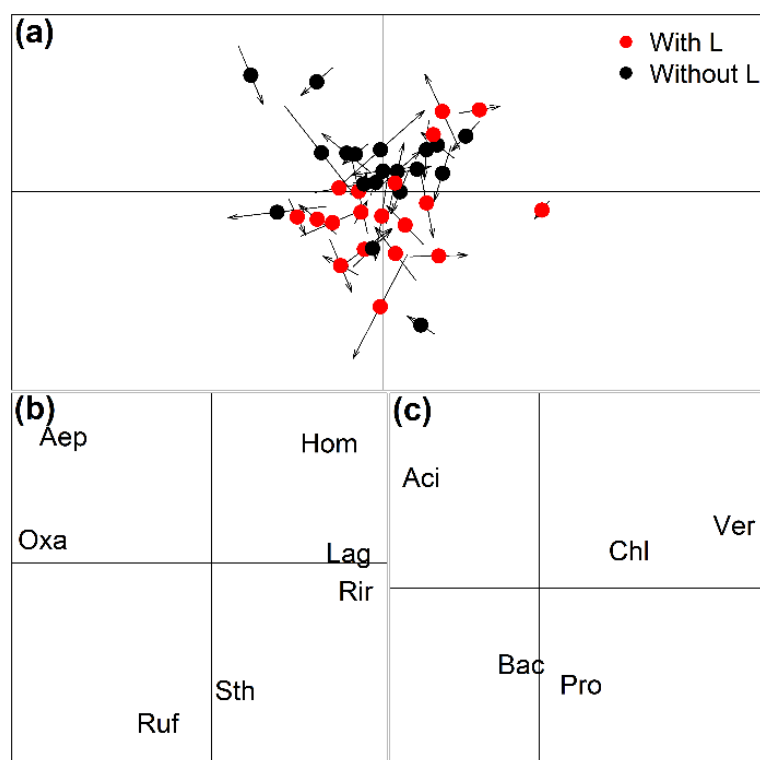 (a)
With L
Without L
(b)
Aep
Hom
Oxa
Lag
Rir
Sth
Ruf
(c)
Aci
Ver
Chl
Bac
Pro